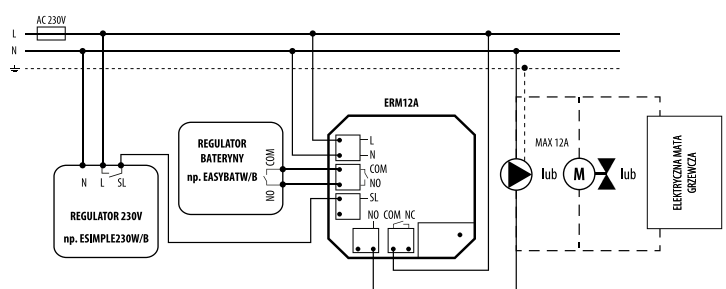 AC 230V
L
N
ERM12A
REGULATOR
BATERYNY
np. EASYBATW/B
COM
NO
L
N
COM
NO
SL
NO COM NC
N L SL
REGULATOR 230V
np. ESIMPLE230W/B
MAX 12A
lub
M
lub
ELEKTRYCZNA MATA
GRZEWCZA